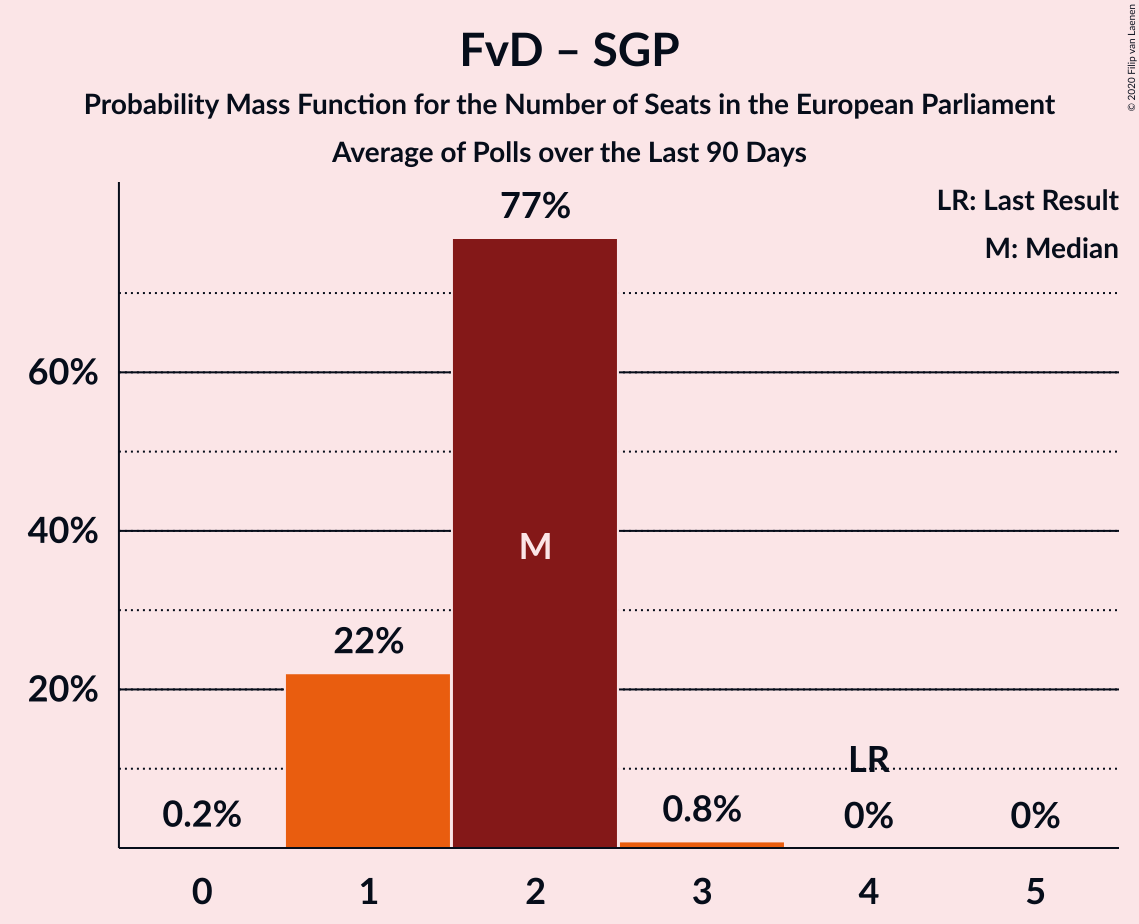 FvD – SGP
Probability Mass Function for the Number of Seats in the European Parliament
Average of Polls over the Last 90 Days
© 2020 Filip van Laenen
LR: Last Result
M: Median
77%
60%
40%
M
22%
20%
LR
0.2%
0.8%
0%
0%
0 1 2 3 4 5